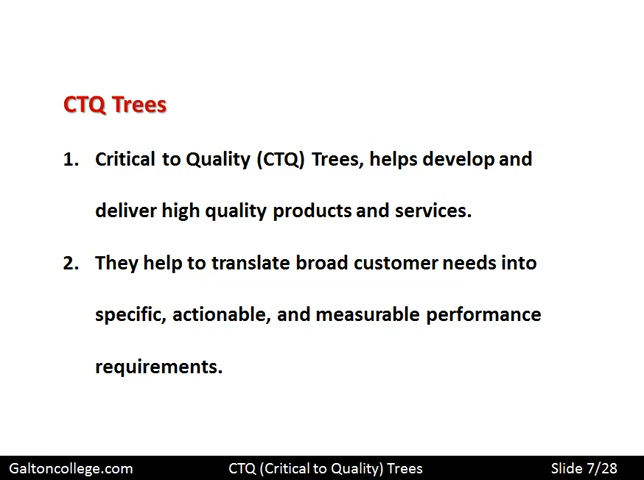 CTQ Trees
1. Critical to Quality (CTQ) Trees, helps develop and
deliver high quality products and services.
2. They help to translate broad customer needs into
specific, actionable, and measurable performance
requirements.
Galtoncollege.com CTQ (Critical to Quality) Trees Slide 7/28